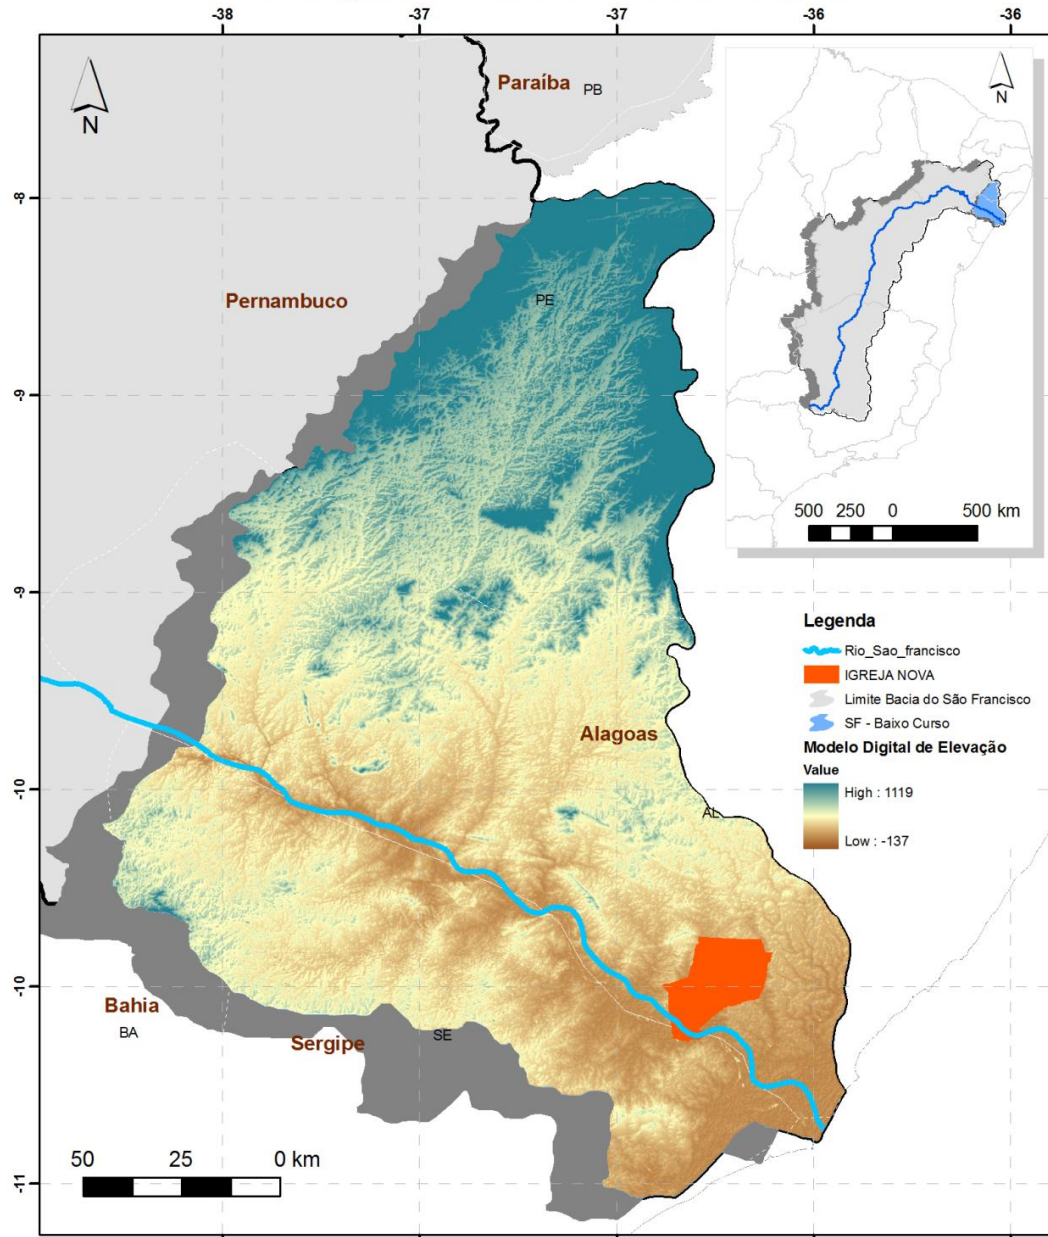 -38 -37 -37 -36 -36
N
Paraíba PB
N
-8
Pernambuco
PE
-9
500 250 0 500 km
-9
Legenda
Rio_Sao_francisco
IGREJA NOVA
Limite Bacia do São Francisco
SF - Baixo Curso
Alagoas
Modelo Digital de Elevação
Value
High : 1119
-10
AL
Low : -137
-10
Bahia
BA
Sergipe
SE
50 25 0 km
-11